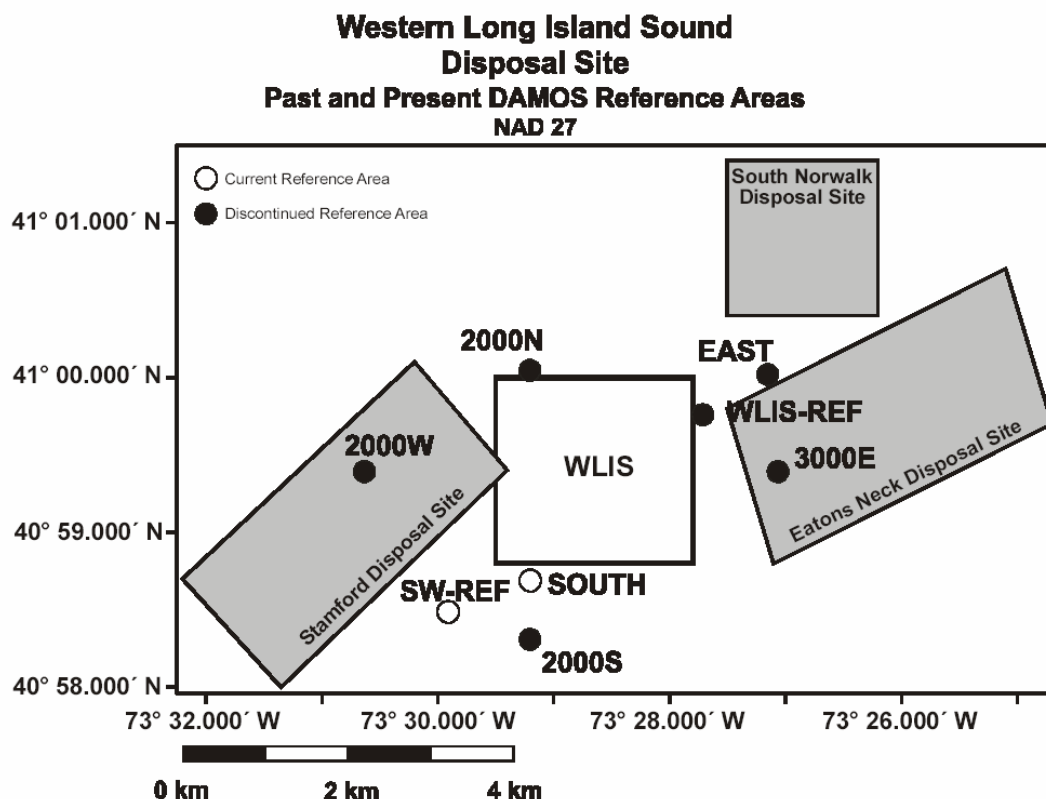 Western Long Island Sound
Disposal Site
Past and Present DAMOS Reference Areas
NAD 27
Current Reference Area
Discontinued Reference Area
South Norwalk
Disposal Site
41° 01.000´ N
2000N
EAST
41° 00.000´ N
WLIS-REF
2000W
WLIS
3000E
Eatons Neck Disposal Site
Stamford Disposal Site
40° 59.000´ N
SW-REF
SOUTH
2000S
40° 58.000´ N
73° 32.000´ W
73° 30.000´ W
73° 28.000´ W
73° 26.000´ W
0 km
2 km
4 km